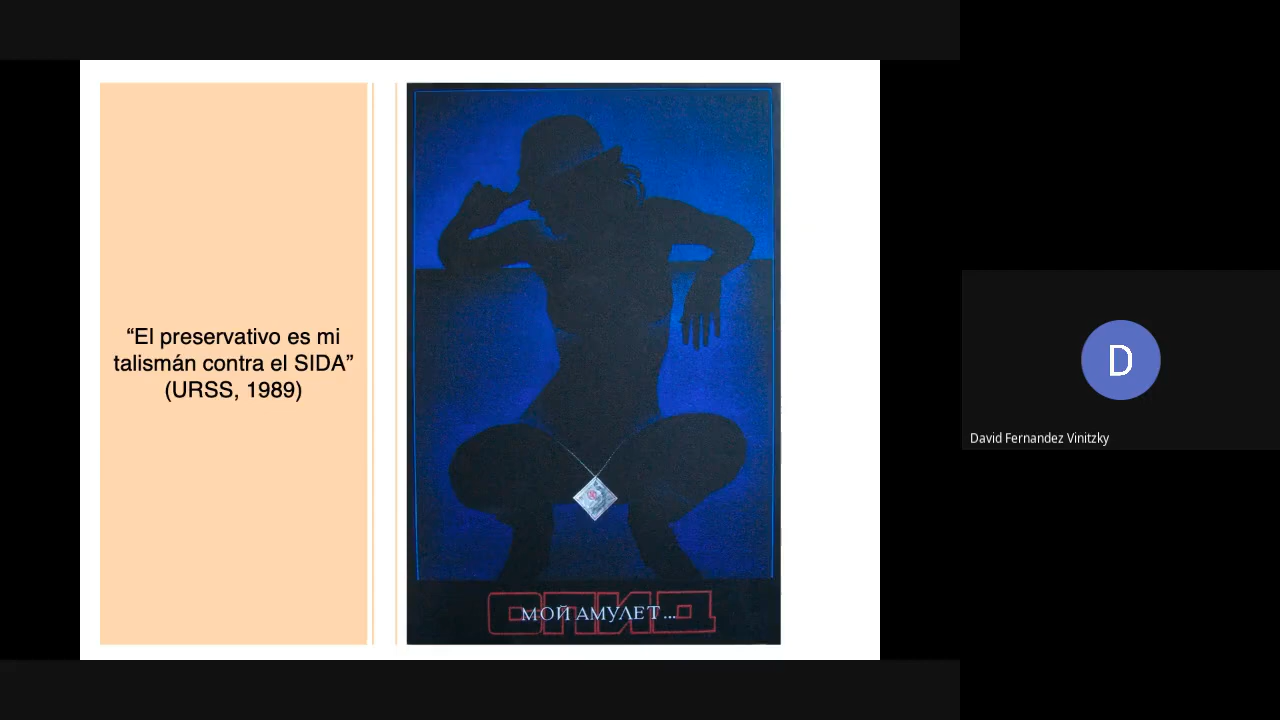 “El preservativo es mi
talismán contra el SIDA”
(URSS, 1989)
СПИД
МОЙ АМУЛЕТ...
D
David Fernandez Vinitzky